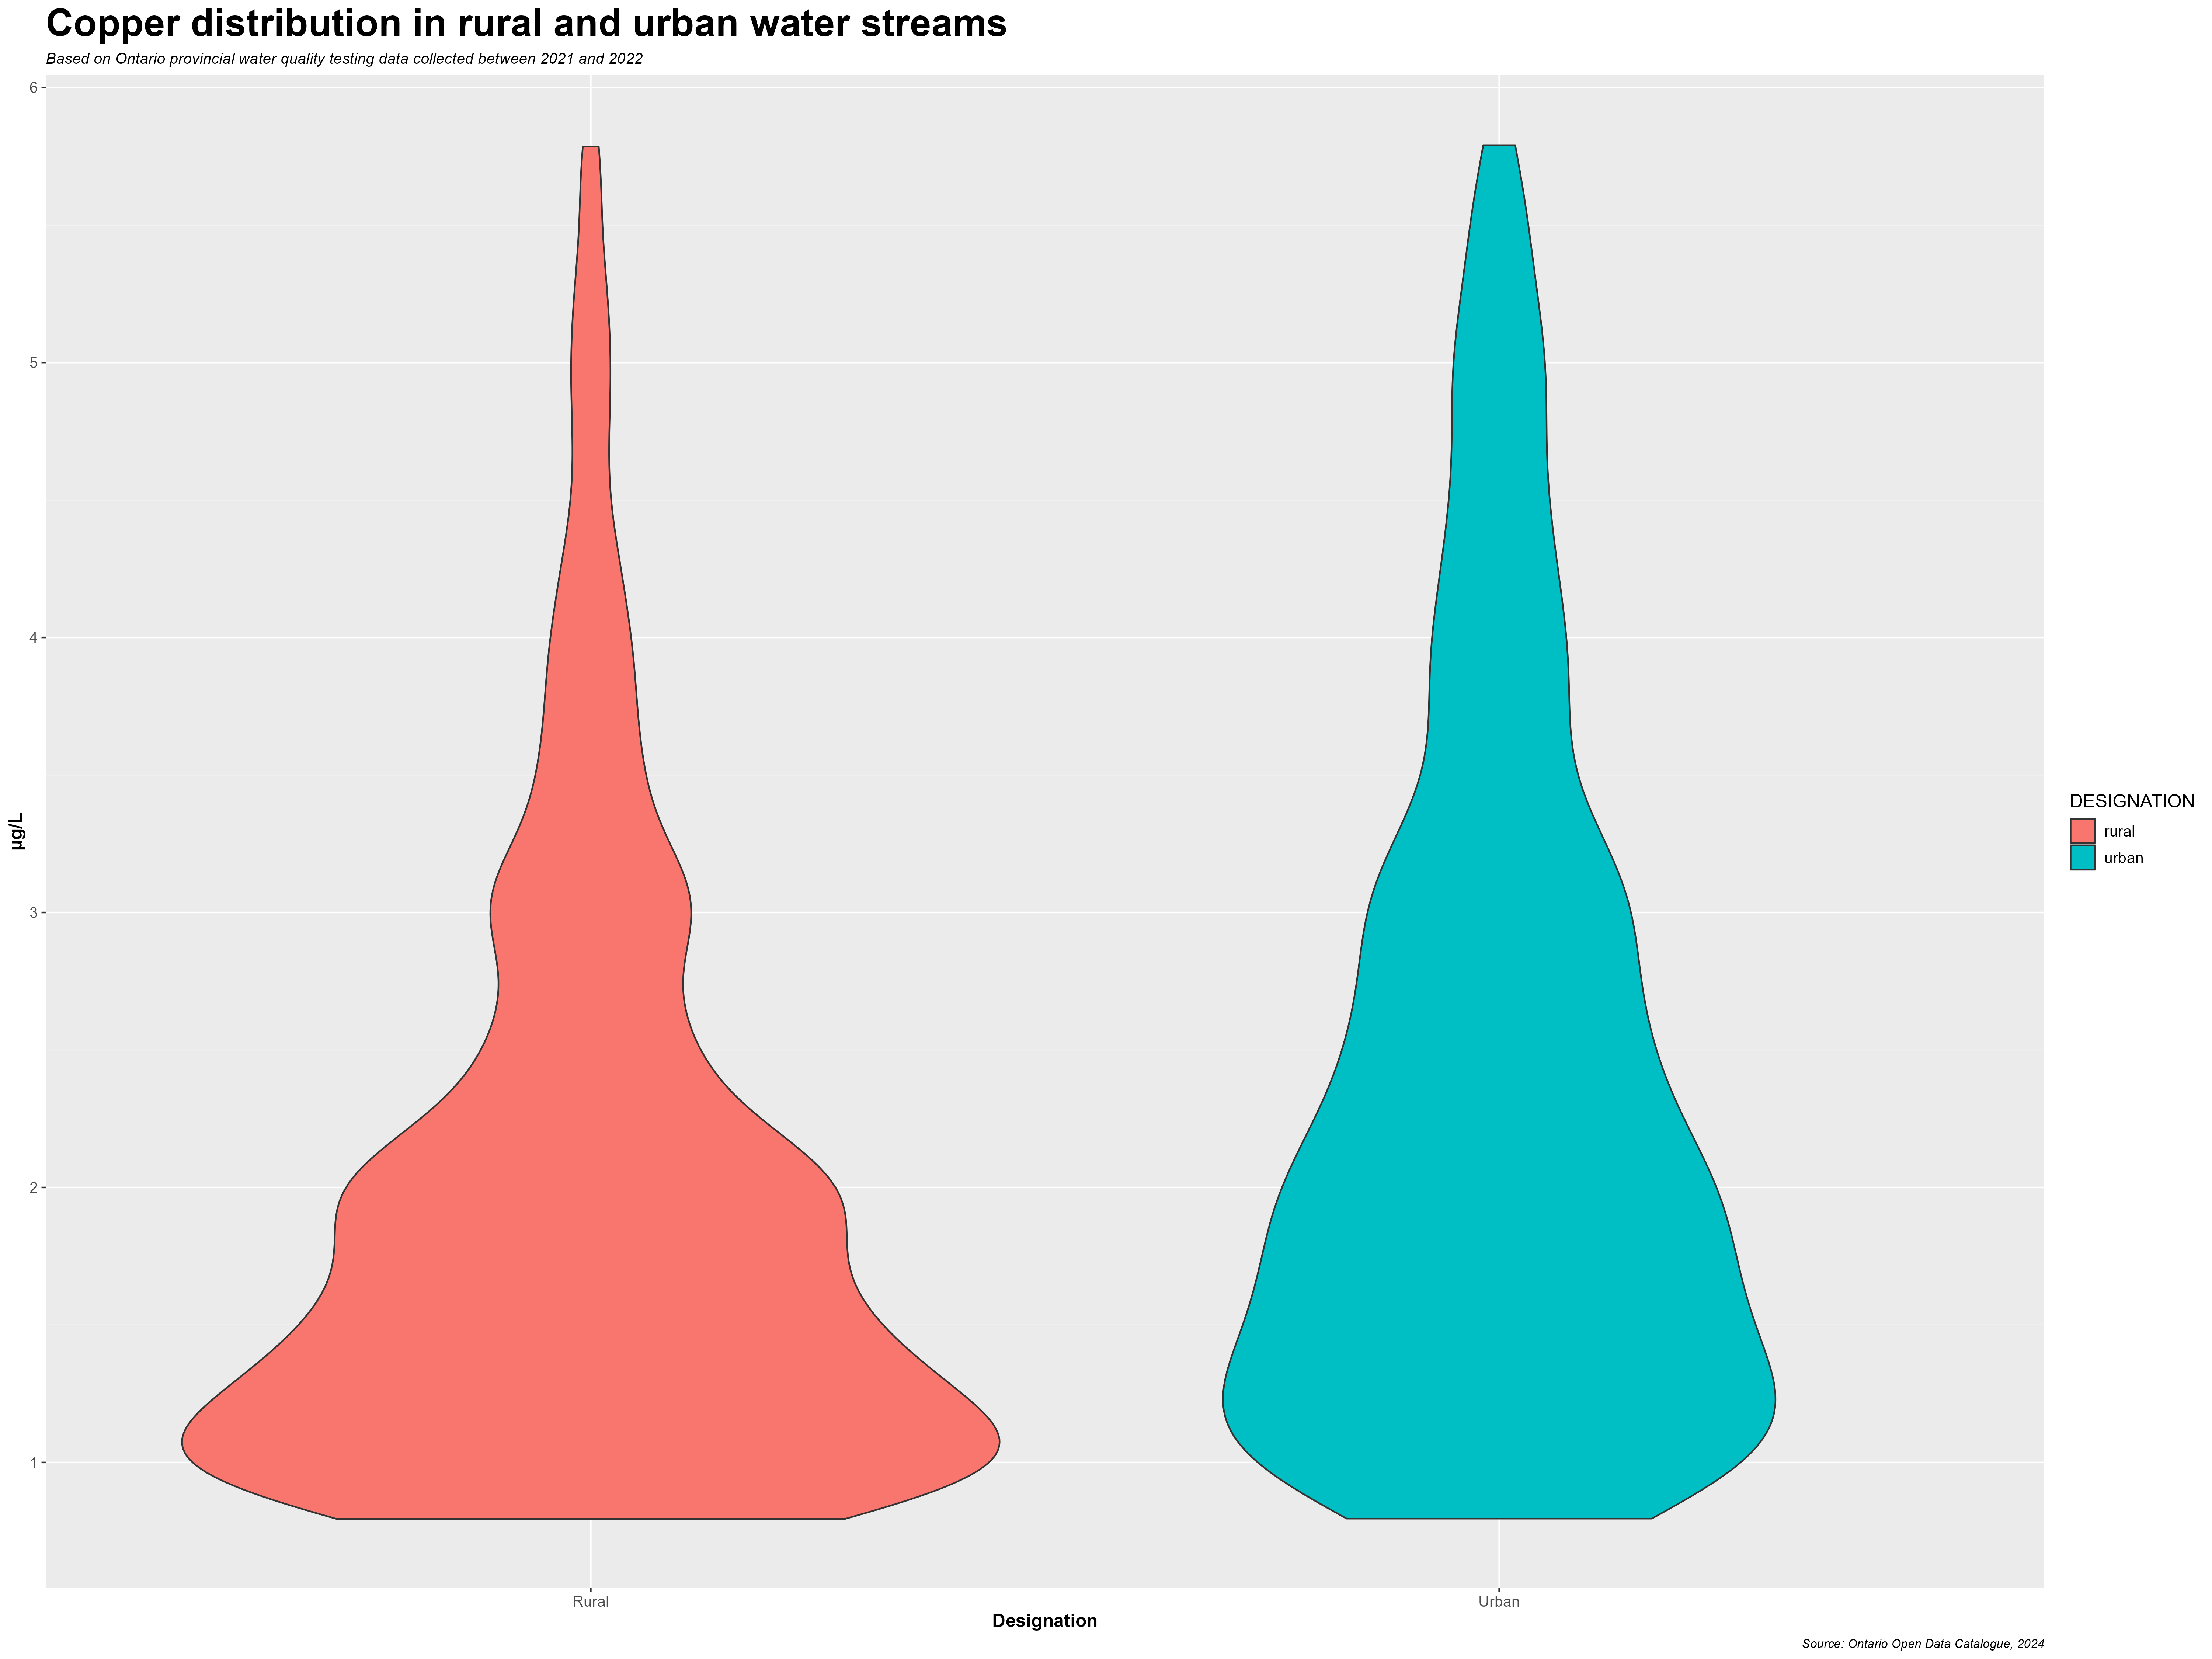 Copper distribution in rural and urban water streams
Based on Ontario provincial water quality testing data collected between 2021 and 2022
6
5
4
3
2
1
µg/L
Rural
Urban
Designation
DESIGNATION
rural
urban
Source: Ontario Open Data Catalogue, 2024